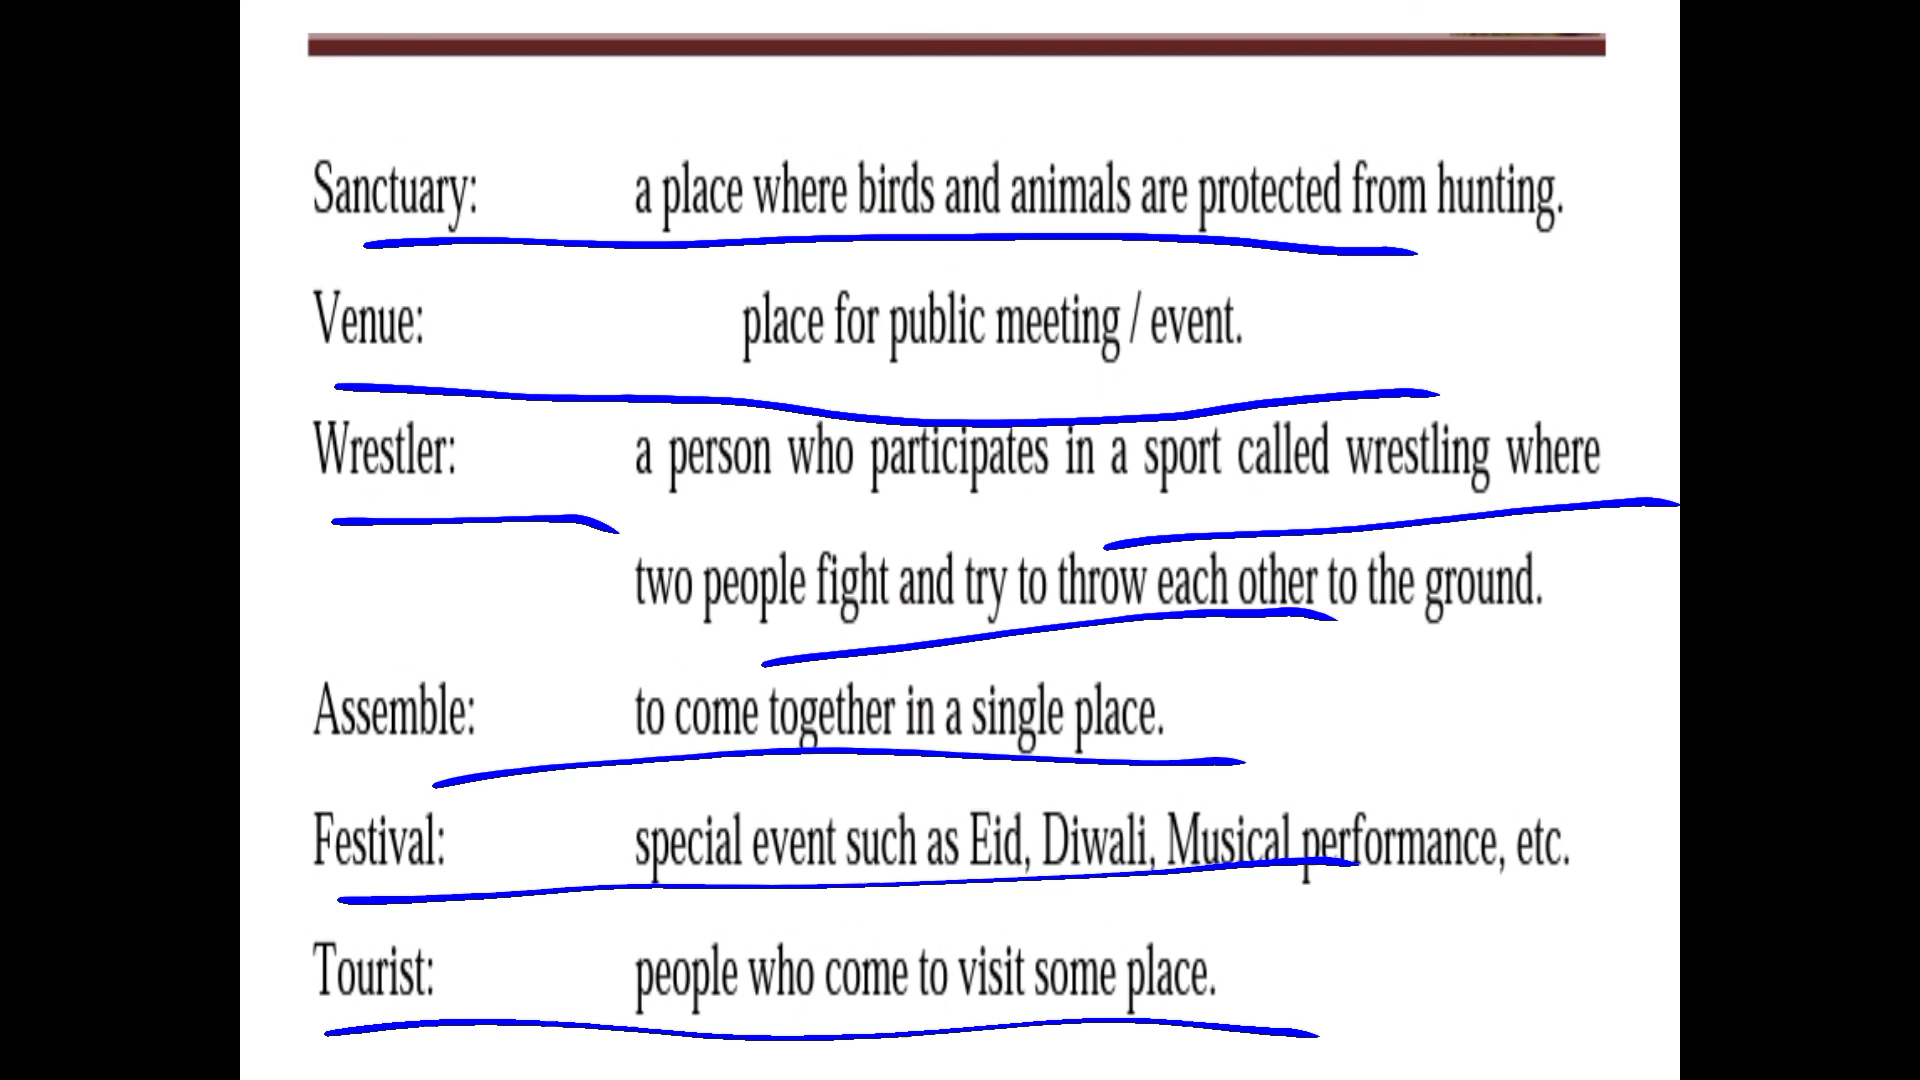 Sanctuary: a place where birds and animals are protected from hunting.
Venue: place for public meeting / event.
Wrestler: a person who participates in a sport called wrestling where
two people fight and try to throw each other to the ground.
Assemble: to come together in a single place.
Festival: special event such as Eid, Diwali, Musical performance, etc.
Tourist: people who come to visit some place.